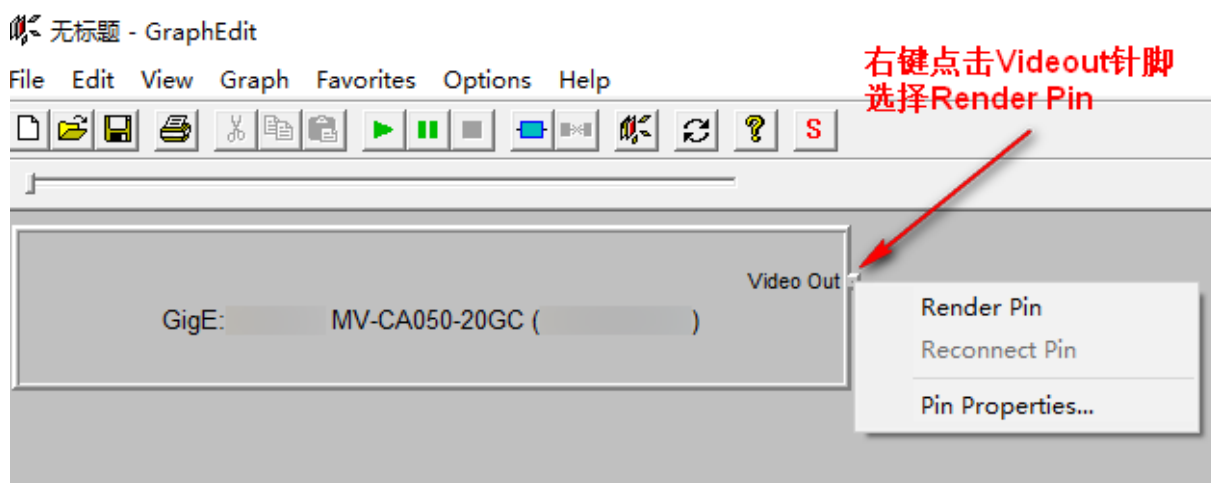 无标题 - GraphEdit
右键点击Videout针脚
选择Render Pin
File Edit View Graph Favorites Options Help
S
Video Out
GigE: MV-CA050-20GC ( )
Render Pin
Reconnect Pin
Pin Properties...